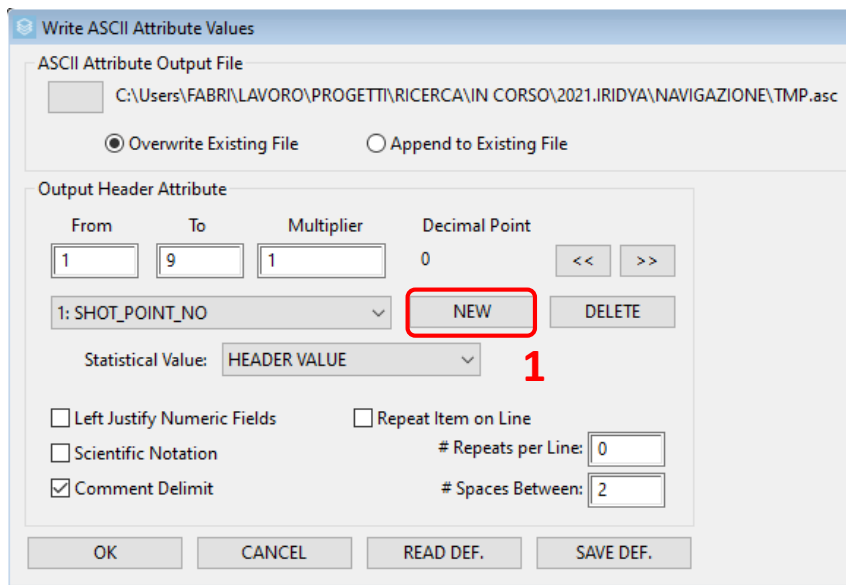 Write ASCII Attribute Values
ASCII Attribute Output File
C:\Users\FABRI\LAVORO\PROGETTI\RICERCA\IN CORSO\2021.IRIDYA\NAVIGAZIONE\TMP.asc
Overwrite Existing File Append to Existing File
Output Header Attribute
From To Multiplier Decimal Point
1 9 1 0 << >>
1: SHOT_POINT_NO NEW DELETE
Statistical Value: HEADER VALUE 1
Left Justify Numeric Fields Repeat Item on Line
Scientific Notation # Repeats per Line: 0
Comment Delimit # Spaces Between: 2
OK CANCEL READ DEF. SAVE DEF.